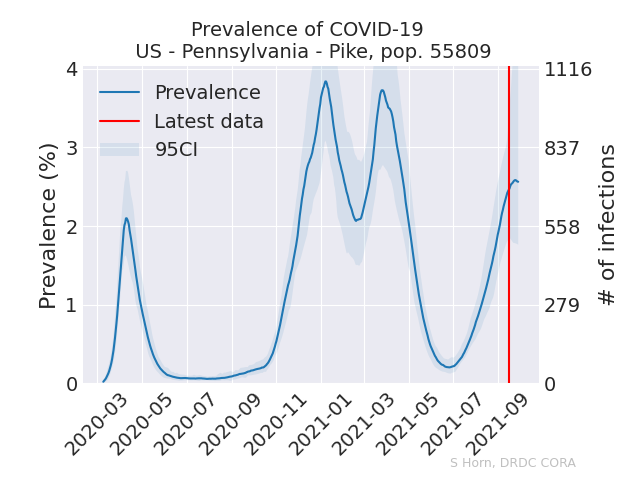 Prevalence of COVID-19
US - Pennsylvania - Pike, pop. 55809
Prevalence
Latest data
95CI
Prevalence (%)
4
3
2
1
0
1116
837
558
279
0
# of infections
2020-03
2020-05
2020-07
2020-09
2020-11
2021-01
2021-03
2021-05
2021-07
2021-09
S Horn, DRDC CORA